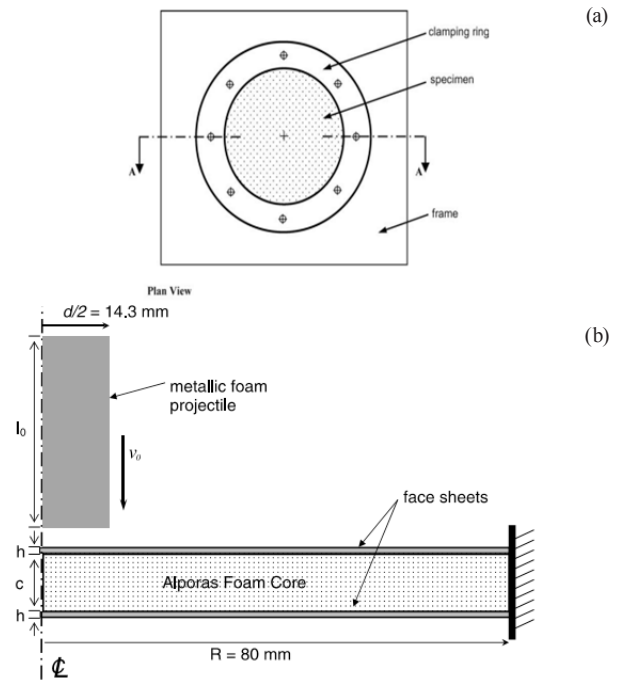 (a)
clamping ring
specimen
A
A
frame
Plan View
d/2 = 14.3 mm
(b)
metallic foam
projectile
l₀
v₀
face sheets
h
c
Alporas Foam Core
h
R = 80 mm
℄